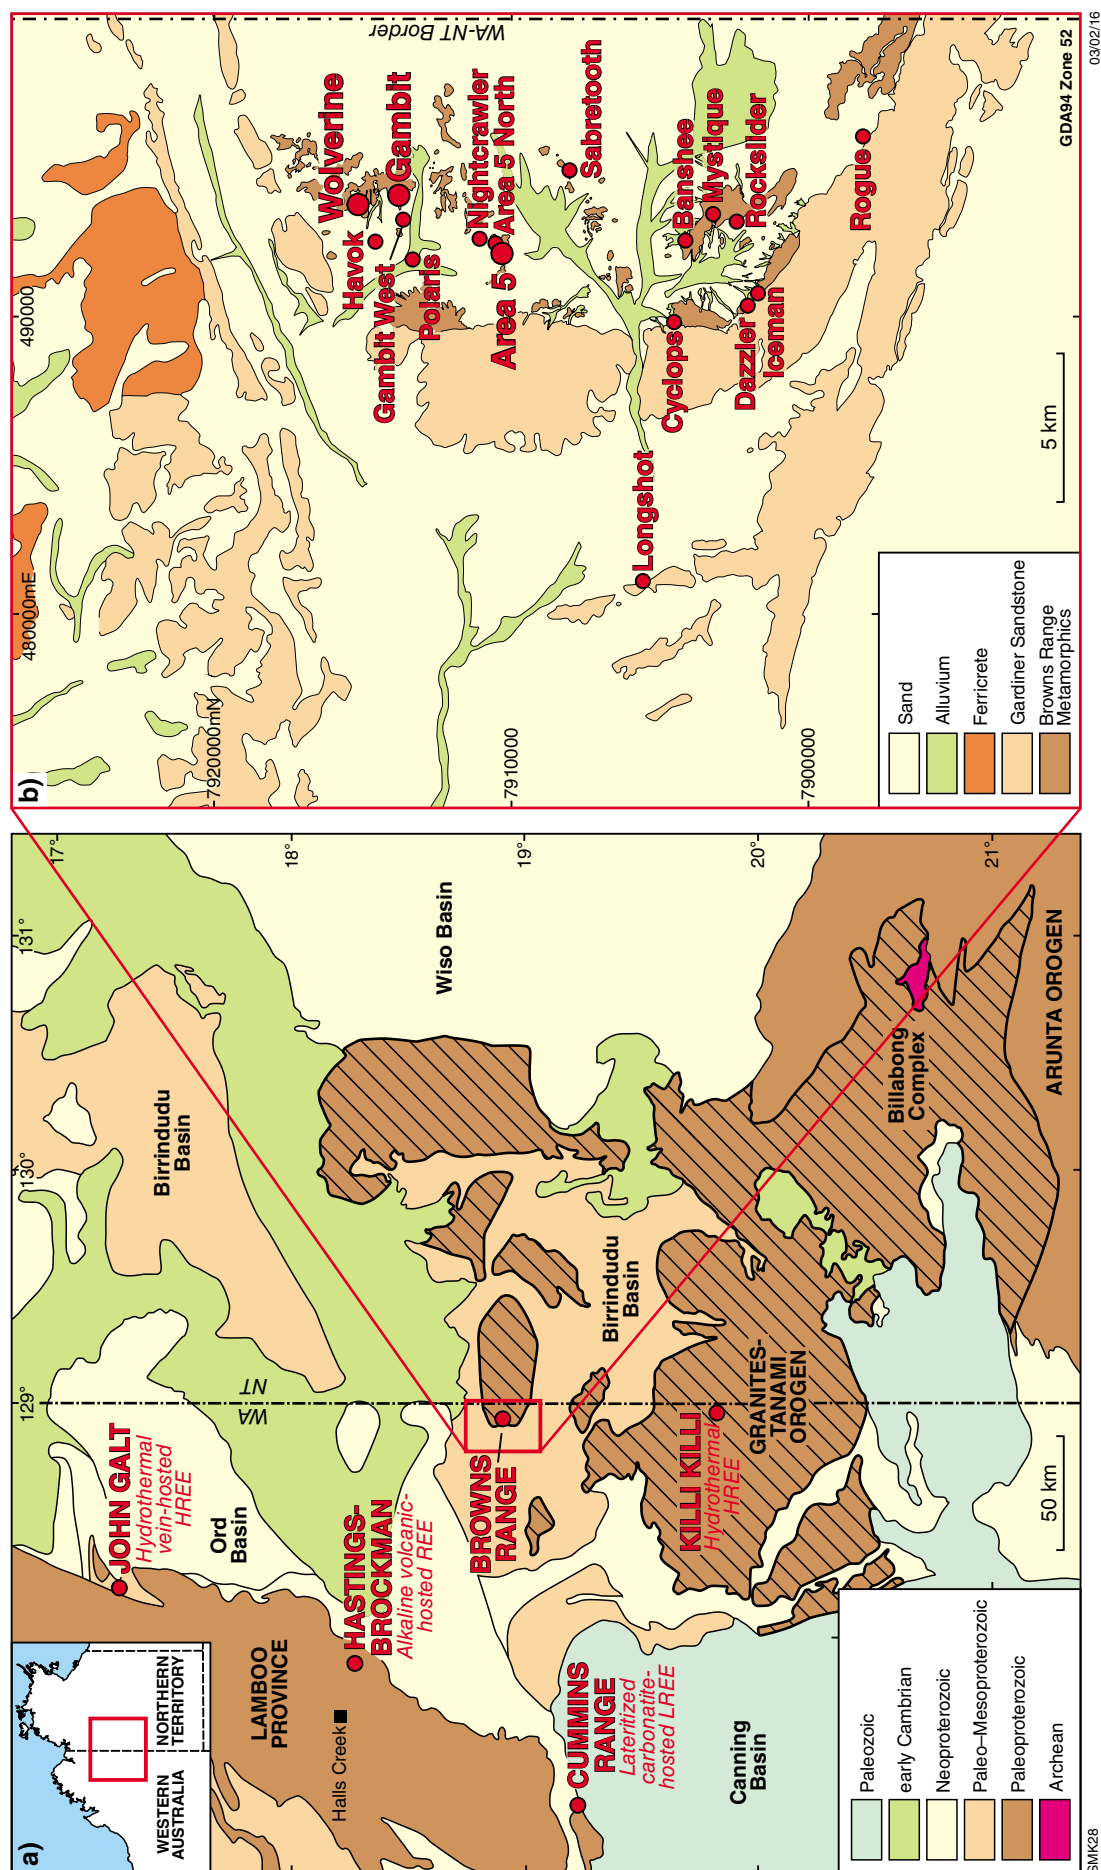 a)
WESTERN
AUSTRALIA
NORTHERN
TERRITORY
129°
130°
131°
17°
18°
19°
20°
21°
JOHN GALT
Hydrothermal
vein-hosted
HREE
Ord
Basin
WA
NT
Birrindudu
Basin
LAMBOO
PROVINCE
Halls Creek
HASTINGS-
BROCKMAN
Alkaline volcanic-
hosted REE
Wiso Basin
BROWNS
RANGE
CUMMINS
RANGE
Lateritized
carbonatite-
hosted LREE
Birrindudu
Basin
KILLI KILLI
Hydrothermal
HREE
GRANITES-
TANAMI
OROGEN
Canning
Basin
Billabong
Complex
ARUNTA OROGEN
Paleozoic
early Cambrian
Neoproterozoic
Paleo–Mesoproterozoic
Paleoproterozoic
Archean
50 km
SMK28
b)
480000mE
490000
7920000mN
7910000
7900000
WA-NT Border
Wolverine
Gambit
Havok
Gambit West
Polaris
Nightcrawler
Area 5 North
Area 5
Sabretooth
Banshee
Mystique
Rockslider
Cyclops
Dazzler
Iceman
Longshot
Rogue
Sand
Alluvium
Ferricrete
Gardiner Sandstone
Browns Range
Metamorphics
5 km
GDA94 Zone 52
03/02/16